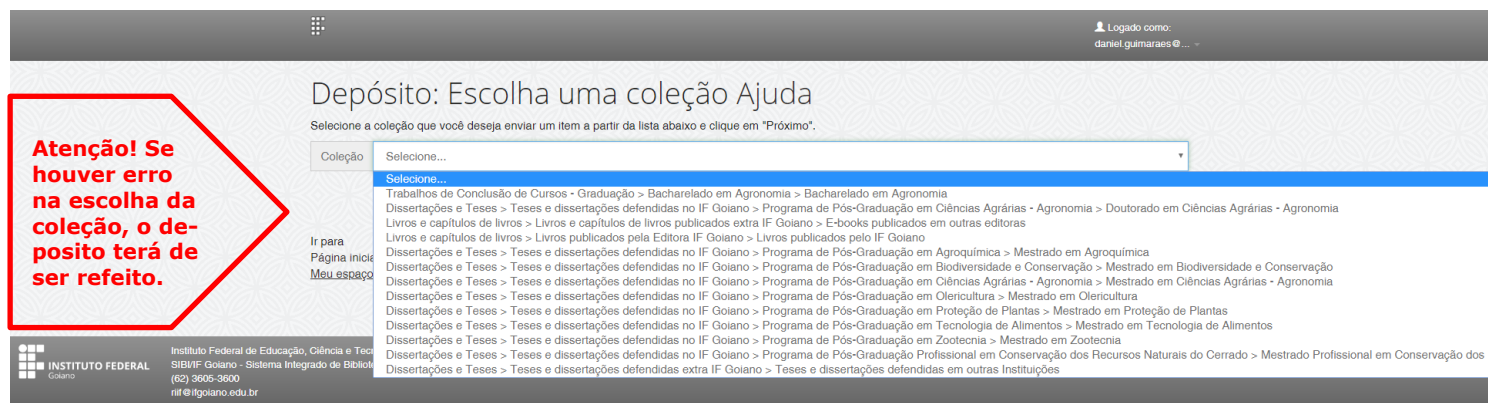 Logado como:
daniel.guimaraes@...
Depósito: Escolha uma coleção Ajuda
Selecione a coleção que você deseja enviar um item a partir da lista abaixo e clique em "Próximo".
Atenção! Se
houver erro
na escolha da
coleção, o de-
posito terá de
ser refeito.
Coleção
Selecione...
Selecione...
Trabalhos de Conclusão de Cursos - Graduação > Bacharelado em Agronomia > Bacharelado em Agronomia
Dissertações e Teses > Teses e dissertações defendidas no IF Goiano > Programa de Pós-Graduação em Ciências Agrárias - Agronomia > Doutorado em Ciências Agrárias - Agronomia
Livros e capítulos de livros > Livros e capítulos de livros publicados extra IF Goiano > E-books publicados em outras editoras
Livros e capítulos de livros > Livros publicados pela Editora IF Goiano > Livros publicados pelo IF Goiano
Dissertações e Teses > Teses e dissertações defendidas no IF Goiano > Programa de Pós-Graduação em Agroquímica > Mestrado em Agroquímica
Dissertações e Teses > Teses e dissertações defendidas no IF Goiano > Programa de Pós-Graduação em Biodiversidade e Conservação > Mestrado em Biodiversidade e Conservação
Dissertações e Teses > Teses e dissertações defendidas no IF Goiano > Programa de Pós-Graduação em Ciências Agrárias - Agronomia > Mestrado em Ciências Agrárias - Agronomia
Dissertações e Teses > Teses e dissertações defendidas no IF Goiano > Programa de Pós-Graduação em Olericultura > Mestrado em Olericultura
Dissertações e Teses > Teses e dissertações defendidas no IF Goiano > Programa de Pós-Graduação em Proteção de Plantas > Mestrado em Proteção de Plantas
Dissertações e Teses > Teses e dissertações defendidas no IF Goiano > Programa de Pós-Graduação em Tecnologia de Alimentos > Mestrado em Tecnologia de Alimentos
Dissertações e Teses > Teses e dissertações defendidas no IF Goiano > Programa de Pós-Graduação em Zootecnia > Mestrado em Zootecnia
Dissertações e Teses > Teses e dissertações defendidas no IF Goiano > Programa de Pós-Graduação Profissional em Conservação dos Recursos Naturais do Cerrado > Mestrado Profissional em Conservação dos
Dissertações e Teses > Teses e dissertações defendidas extra IF Goiano > Teses e dissertações defendidas em outras Instituições
Ir para
Página inicia
Meu espaço
INSTITUTO FEDERAL
Goiano
Instituto Federal de Educação, Ciência e Tec
SIBI/IF Goiano - Sistema Integrado de Bibliot
(62) 3605-3600
riif@ifgoiano.edu.br